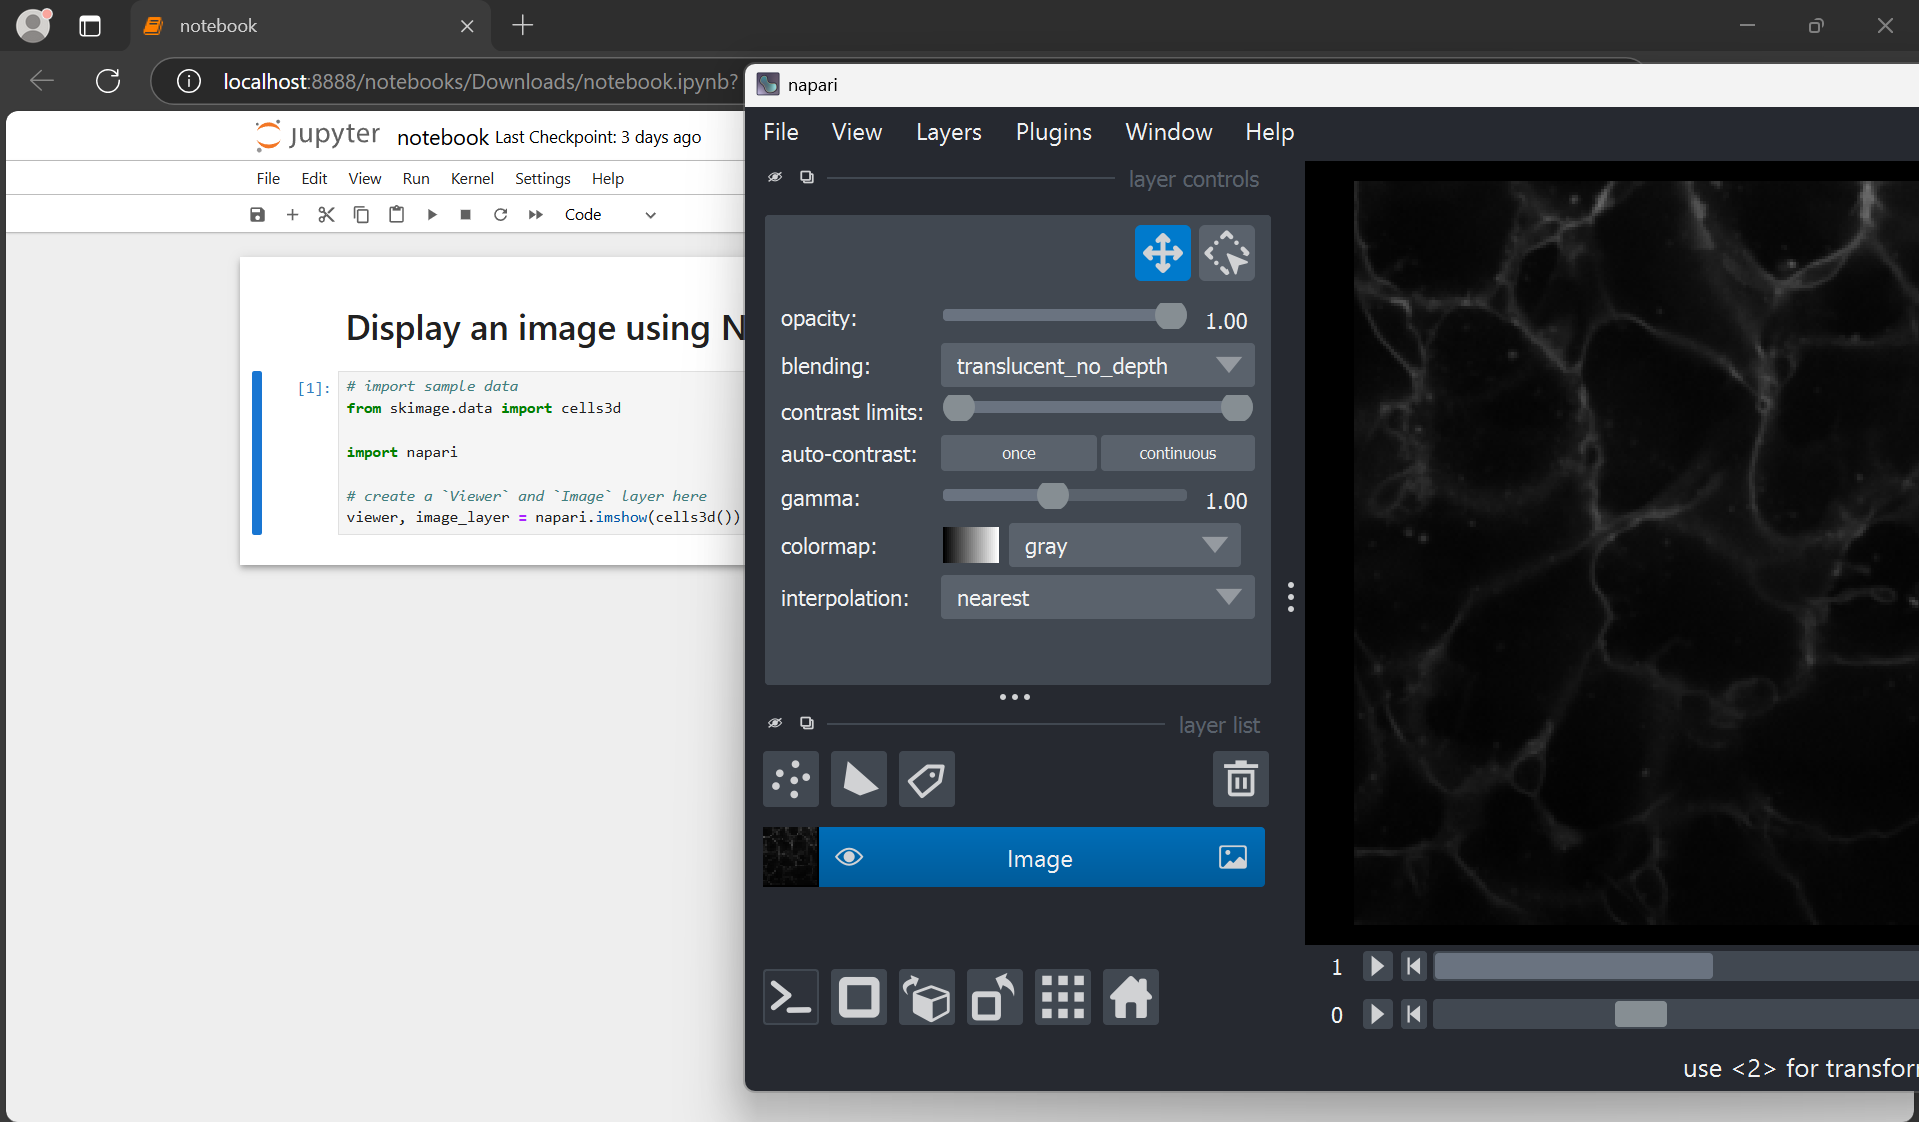 notebook
localhost:8888/notebooks/Downloads/notebook.ipynb?
napari
jupyter notebook Last Checkpoint: 3 days ago
File Edit View Run Kernel Settings Help
Code
Display an image using N
[1]:
# import sample data
from skimage.data import cells3d
import napari
# create a `Viewer` and `Image` layer here
viewer, image_layer = napari.imshow(cells3d())
File View Layers Plugins Window Help
layer controls
opacity: 1.00
blending: translucent_no_depth
contrast limits:
auto-contrast: once continuous
gamma: 1.00
colormap: gray
interpolation: nearest
layer list
Image
1
0
use <2> for transfor